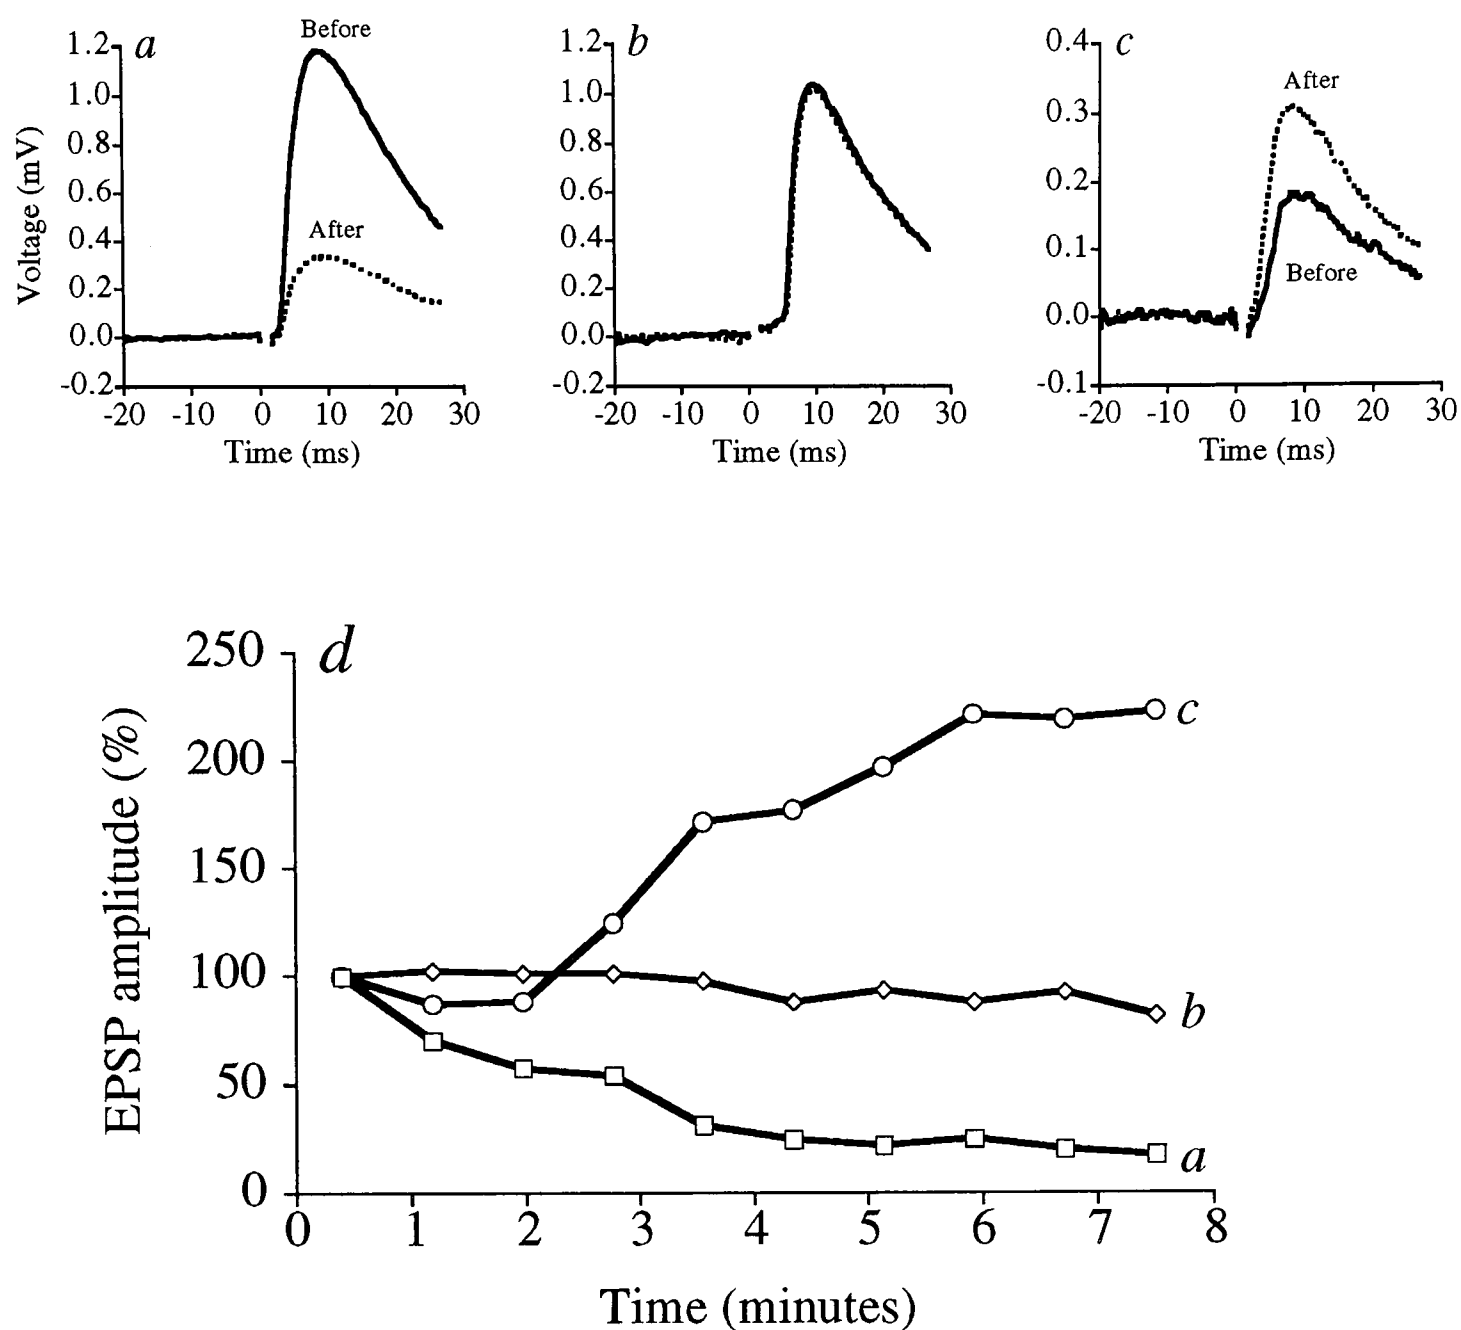 a
Before
After
1.2
1.0
0.8
0.6
0.4
0.2
0.0
-0.2
Voltage (mV)
-20 -10 0 10 20 30
Time (ms)
b
1.2
1.0
0.8
0.6
0.4
0.2
0.0
-0.2
-20 -10 0 10 20 30
Time (ms)
c
After
Before
0.4
0.3
0.2
0.1
0.0
-0.1
-20 -10 0 10 20 30
Time (ms)
d
250
200
150
100
50
0
EPSP amplitude (%)
c
b
a
0 1 2 3 4 5 6 7 8
Time (minutes)